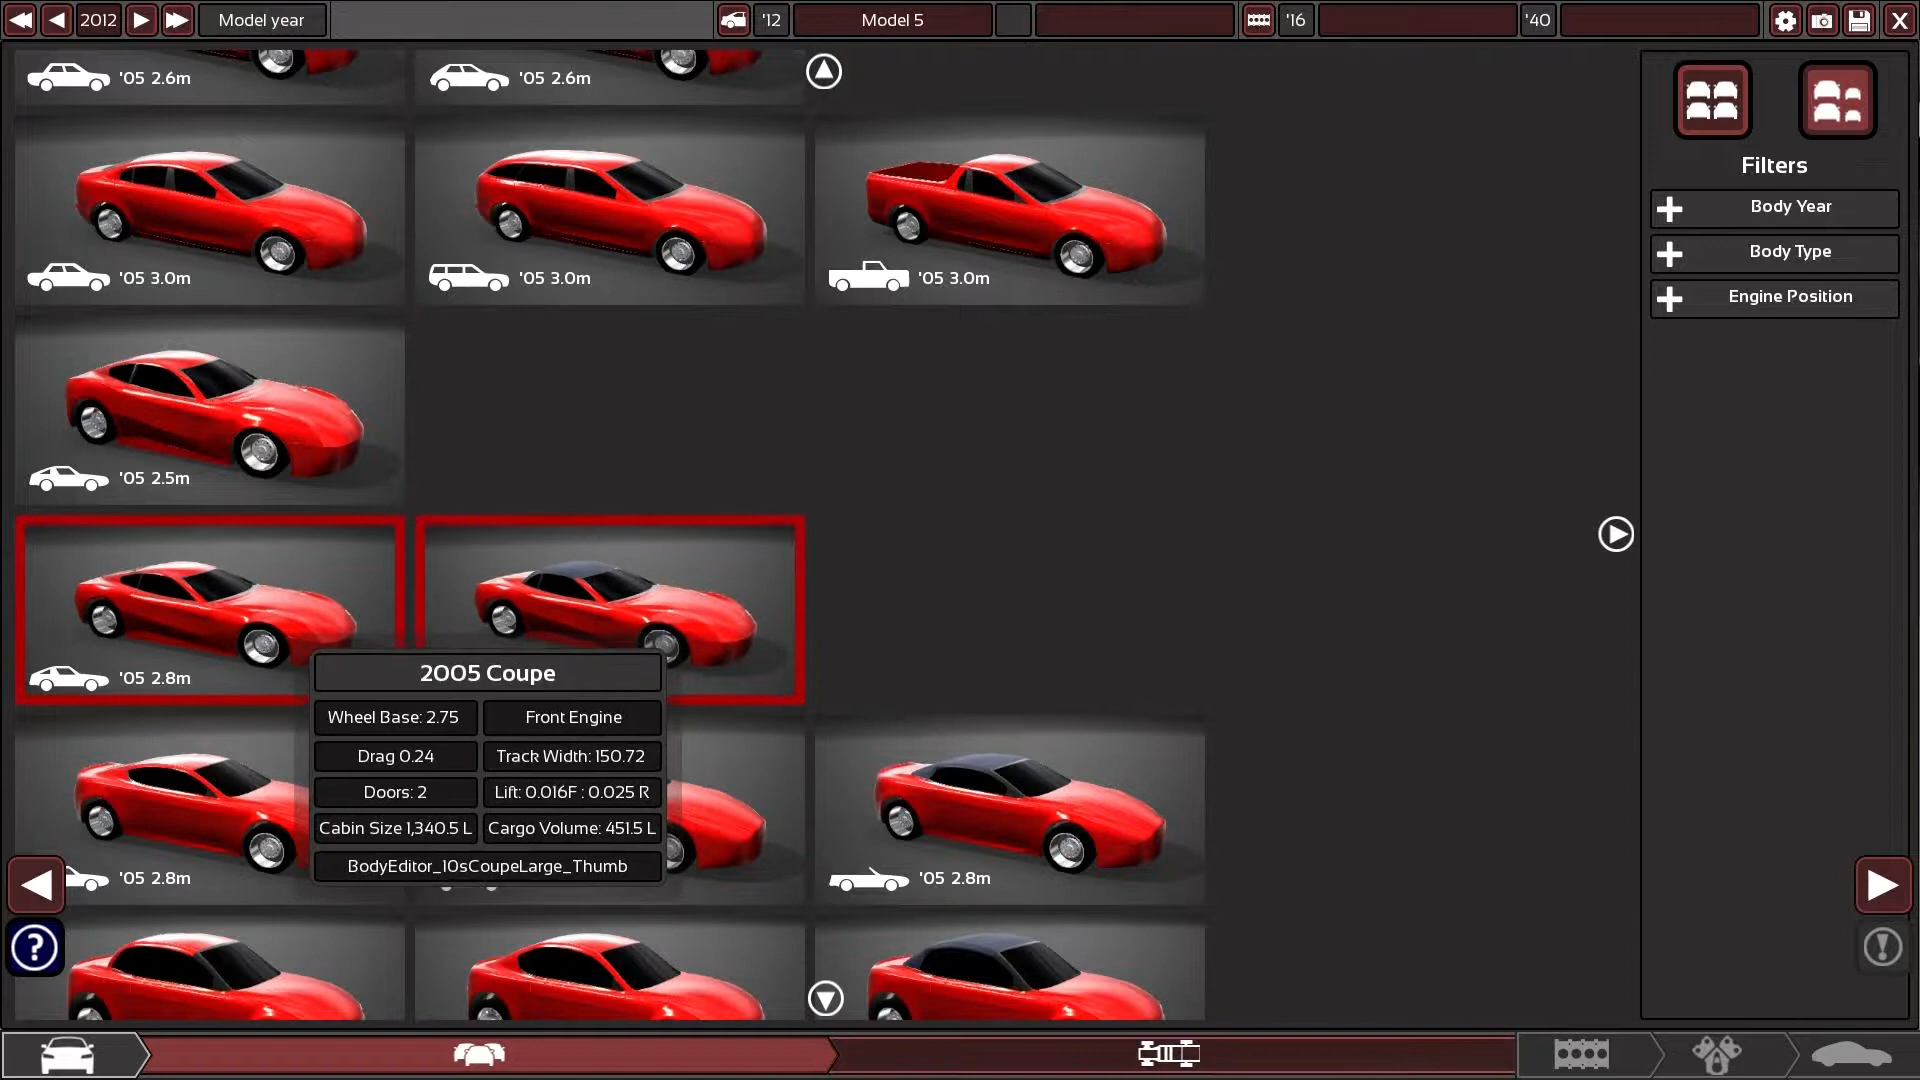 2012
Model year
'12
Model 5
'16
'40
'05 2.6m
'05 2.6m
'05 3.0m
'05 3.0m
'05 3.0m
'05 2.5m
'05 2.8m
2005 Coupe
Wheel Base: 2.75
Front Engine
Drag 0.24
Track Width: 150.72
Doors: 2
Lift: 0.016F : 0.025 R
Cabin Size 1,340.5 L
Cargo Volume: 451.5 L
BodyEditor_10sCoupeLarge_Thumb
'05 2.8m
'05 2.8m
Filters
Body Year
Body Type
Engine Position